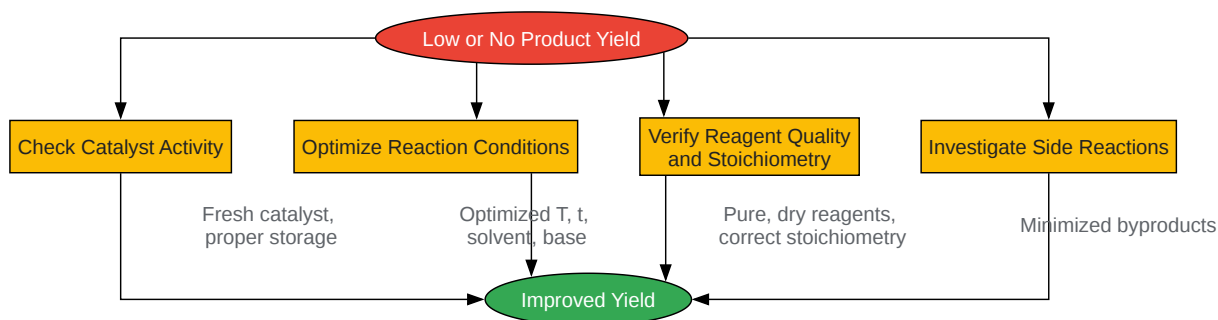 Low or No Product Yield
Check Catalyst Activity
Optimize Reaction Conditions
Verify Reagent Quality
and Stoichiometry
Investigate Side Reactions
Fresh catalyst,
proper storage
Optimized T, t,
solvent, base
Pure, dry reagents,
correct stoichiometry
Minimized byproducts
Improved Yield